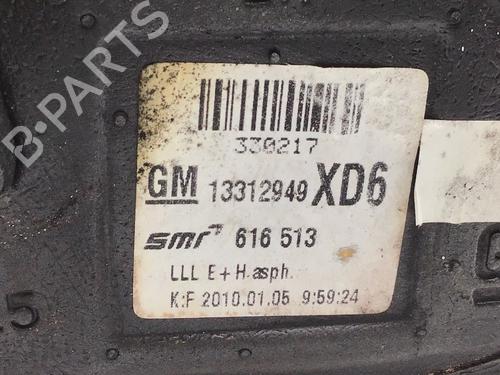 B-PARTS
330217
GM 13312949 XD6
smr 616 513
LLL E+H.asph.
K:F 2010.01.05 9:59:24